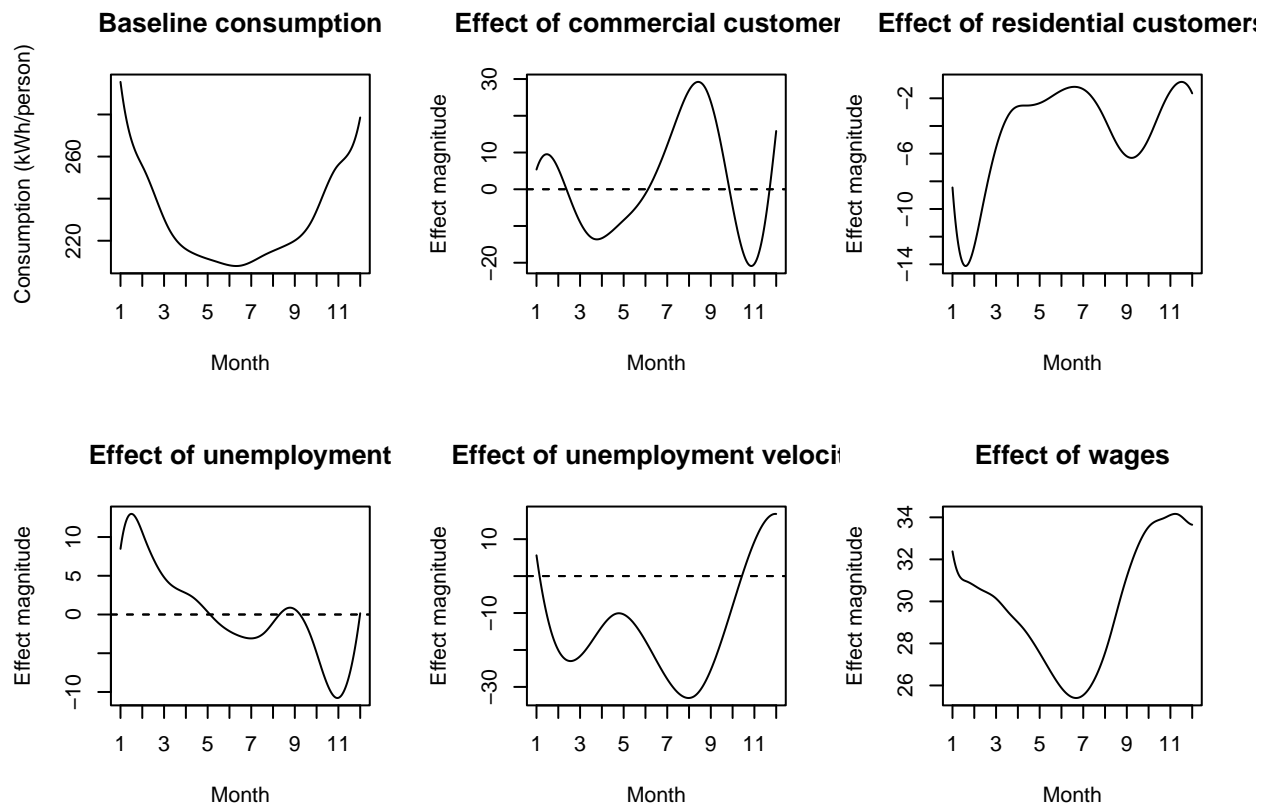 Baseline consumption
Consumption (kWh/person)
220
260
1 3 5 7 9 11
Month
Effect of commercial customer
Effect magnitude
−20
0
10
30
1 3 5 7 9 11
Month
Effect of residential customers
Effect magnitude
−14
−10
−6
−2
1 3 5 7 9 11
Month
Effect of unemployment
Effect magnitude
−10
0
5
10
1 3 5 7 9 11
Month
Effect of unemployment velocit
Effect magnitude
−30
−10
10
1 3 5 7 9 11
Month
Effect of wages
Effect magnitude
26
28
30
32
34
1 3 5 7 9 11
Month